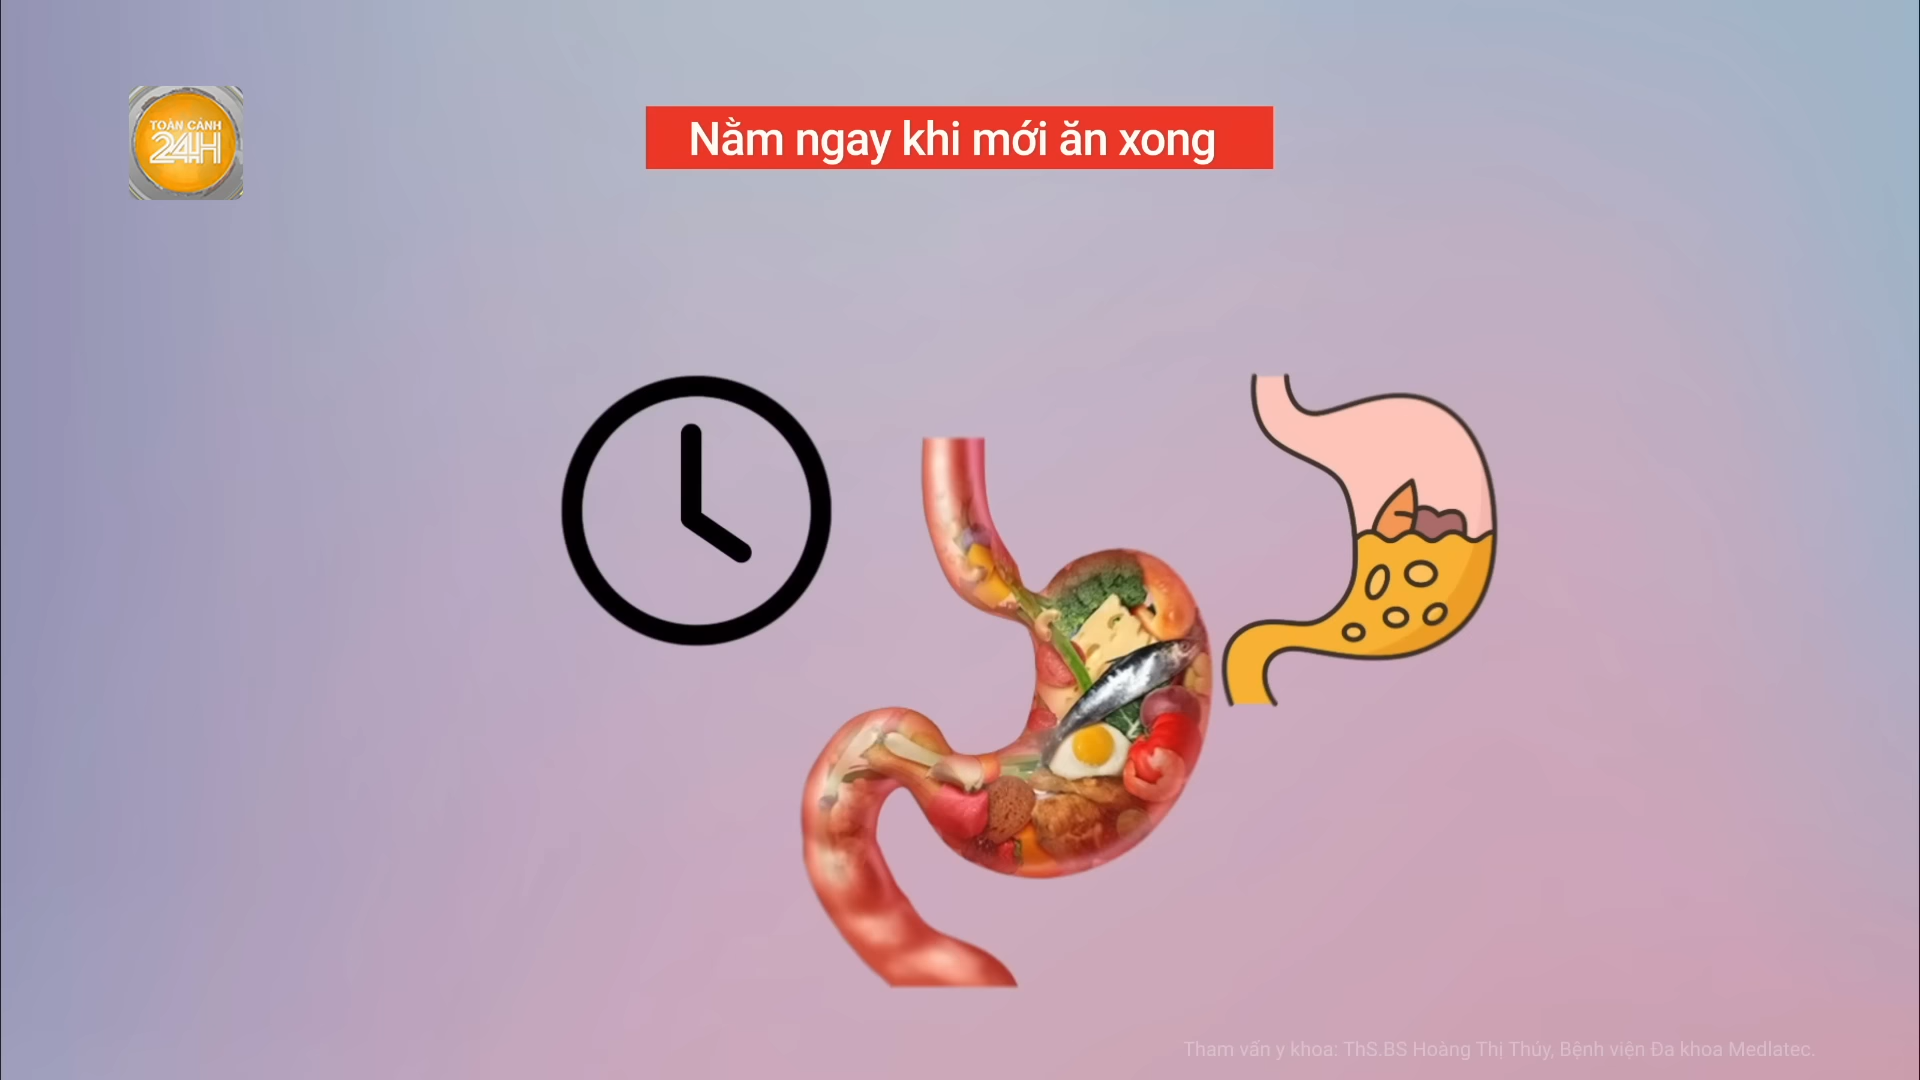 TOÀN CẢNH
24H
Nằm ngay khi mới ăn xong
Tham vấn y khoa: ThS.BS Hoàng Thị Thúy, Bệnh viện Đa khoa Medlatec.